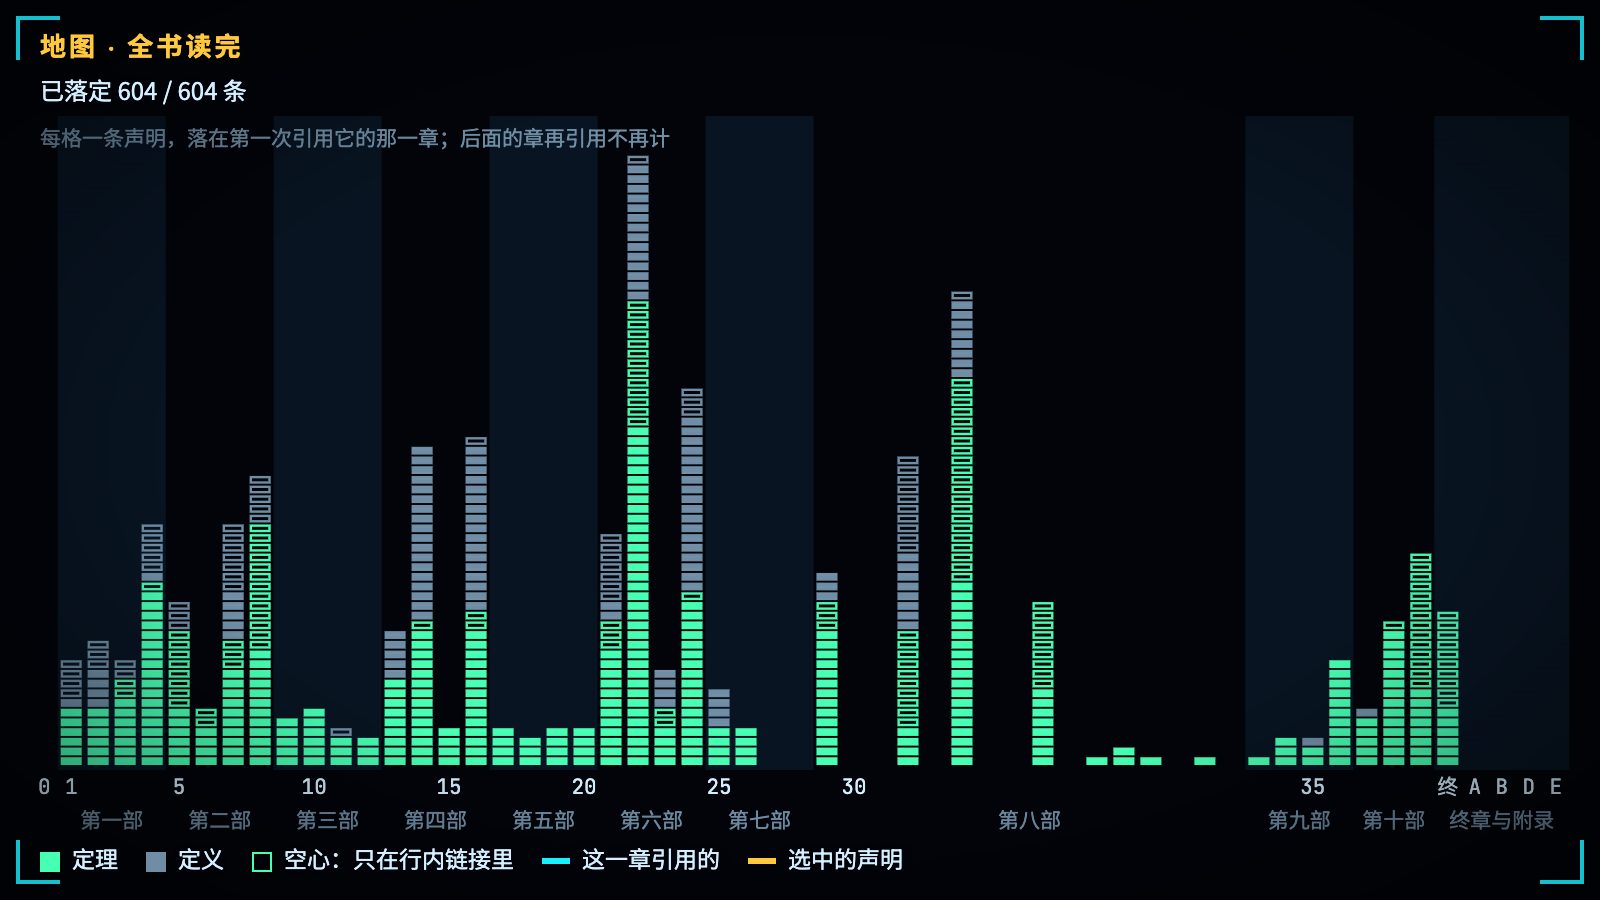 地图 · 全书读完
已落定 604 / 604 条
每格一条声明，落在第一次引用它的那一章；后面的章再引用不再计
0 1 5 10 15 20 25 30 35 终 A B D E
第一部 第二部 第三部 第四部 第五部 第六部 第七部 第八部 第九部 第十部 终章与附录
定理 定义 空心：只在行内链接里 这一章引用的 选中的声明